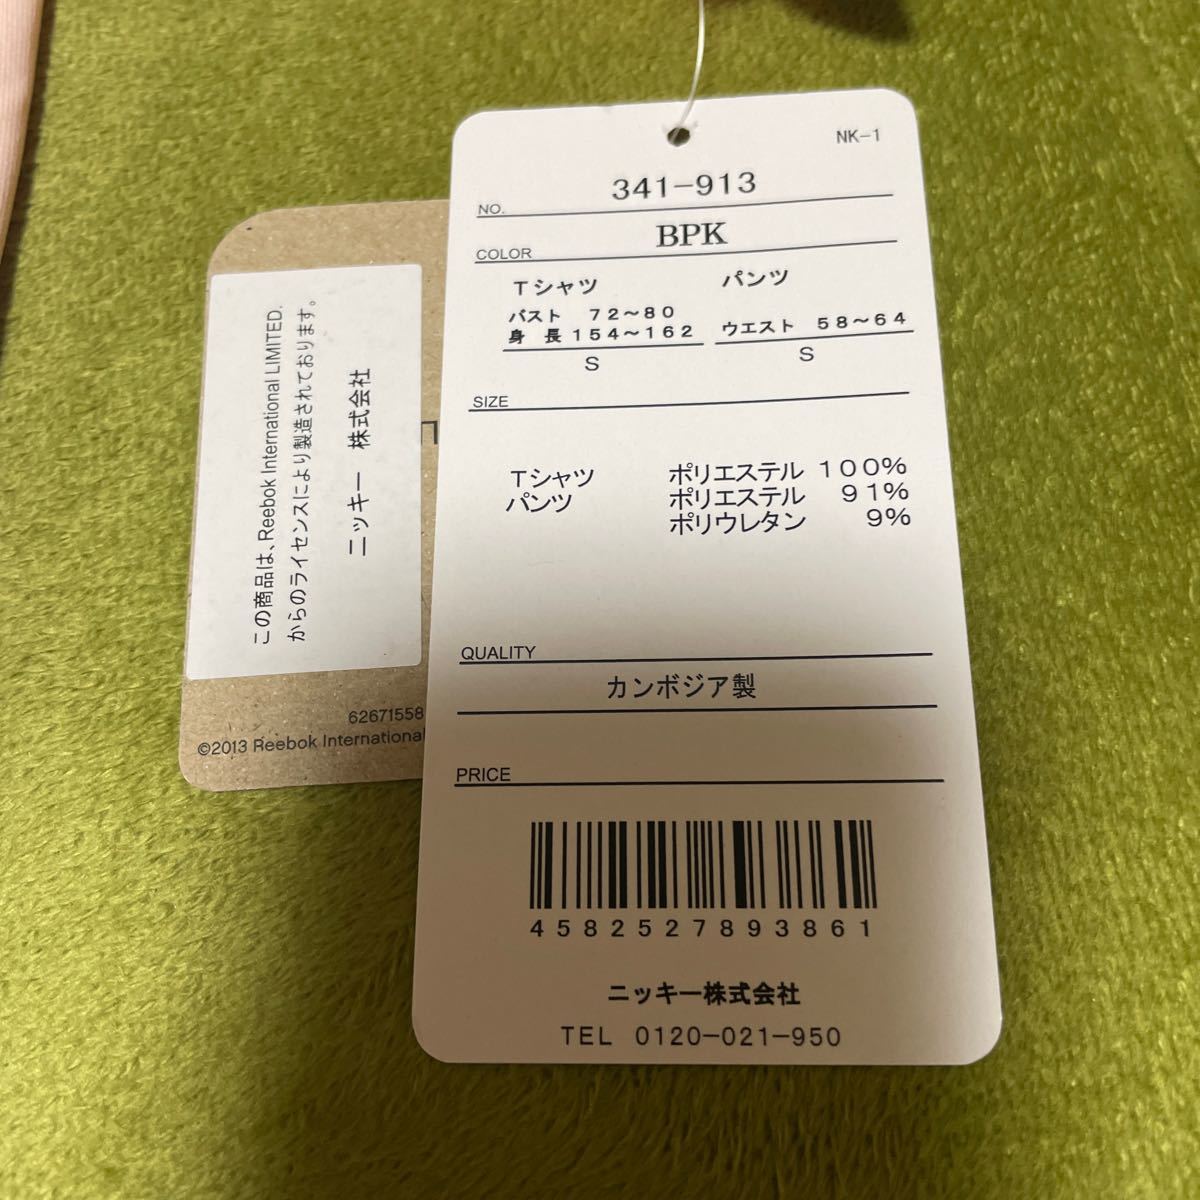 NK-1
341-913
NO.
BPK
COLOR
Tシャツ パンツ
バスト 72～80
身 長 154～162 ウエスト 58～64
S S
SIZE
Tシャツ ポリエステル 100%
パンツ ポリエステル 91%
ポリウレタン 9%
QUALITY
カンボジア製
PRICE
4582527893861
ニッキー株式会社
TEL 0120-021-950
この商品は、Reebok International LIMITED.
からのライセンスにより製造されております。
ニッキー 株式会社
62671558
©2013 Reebok International